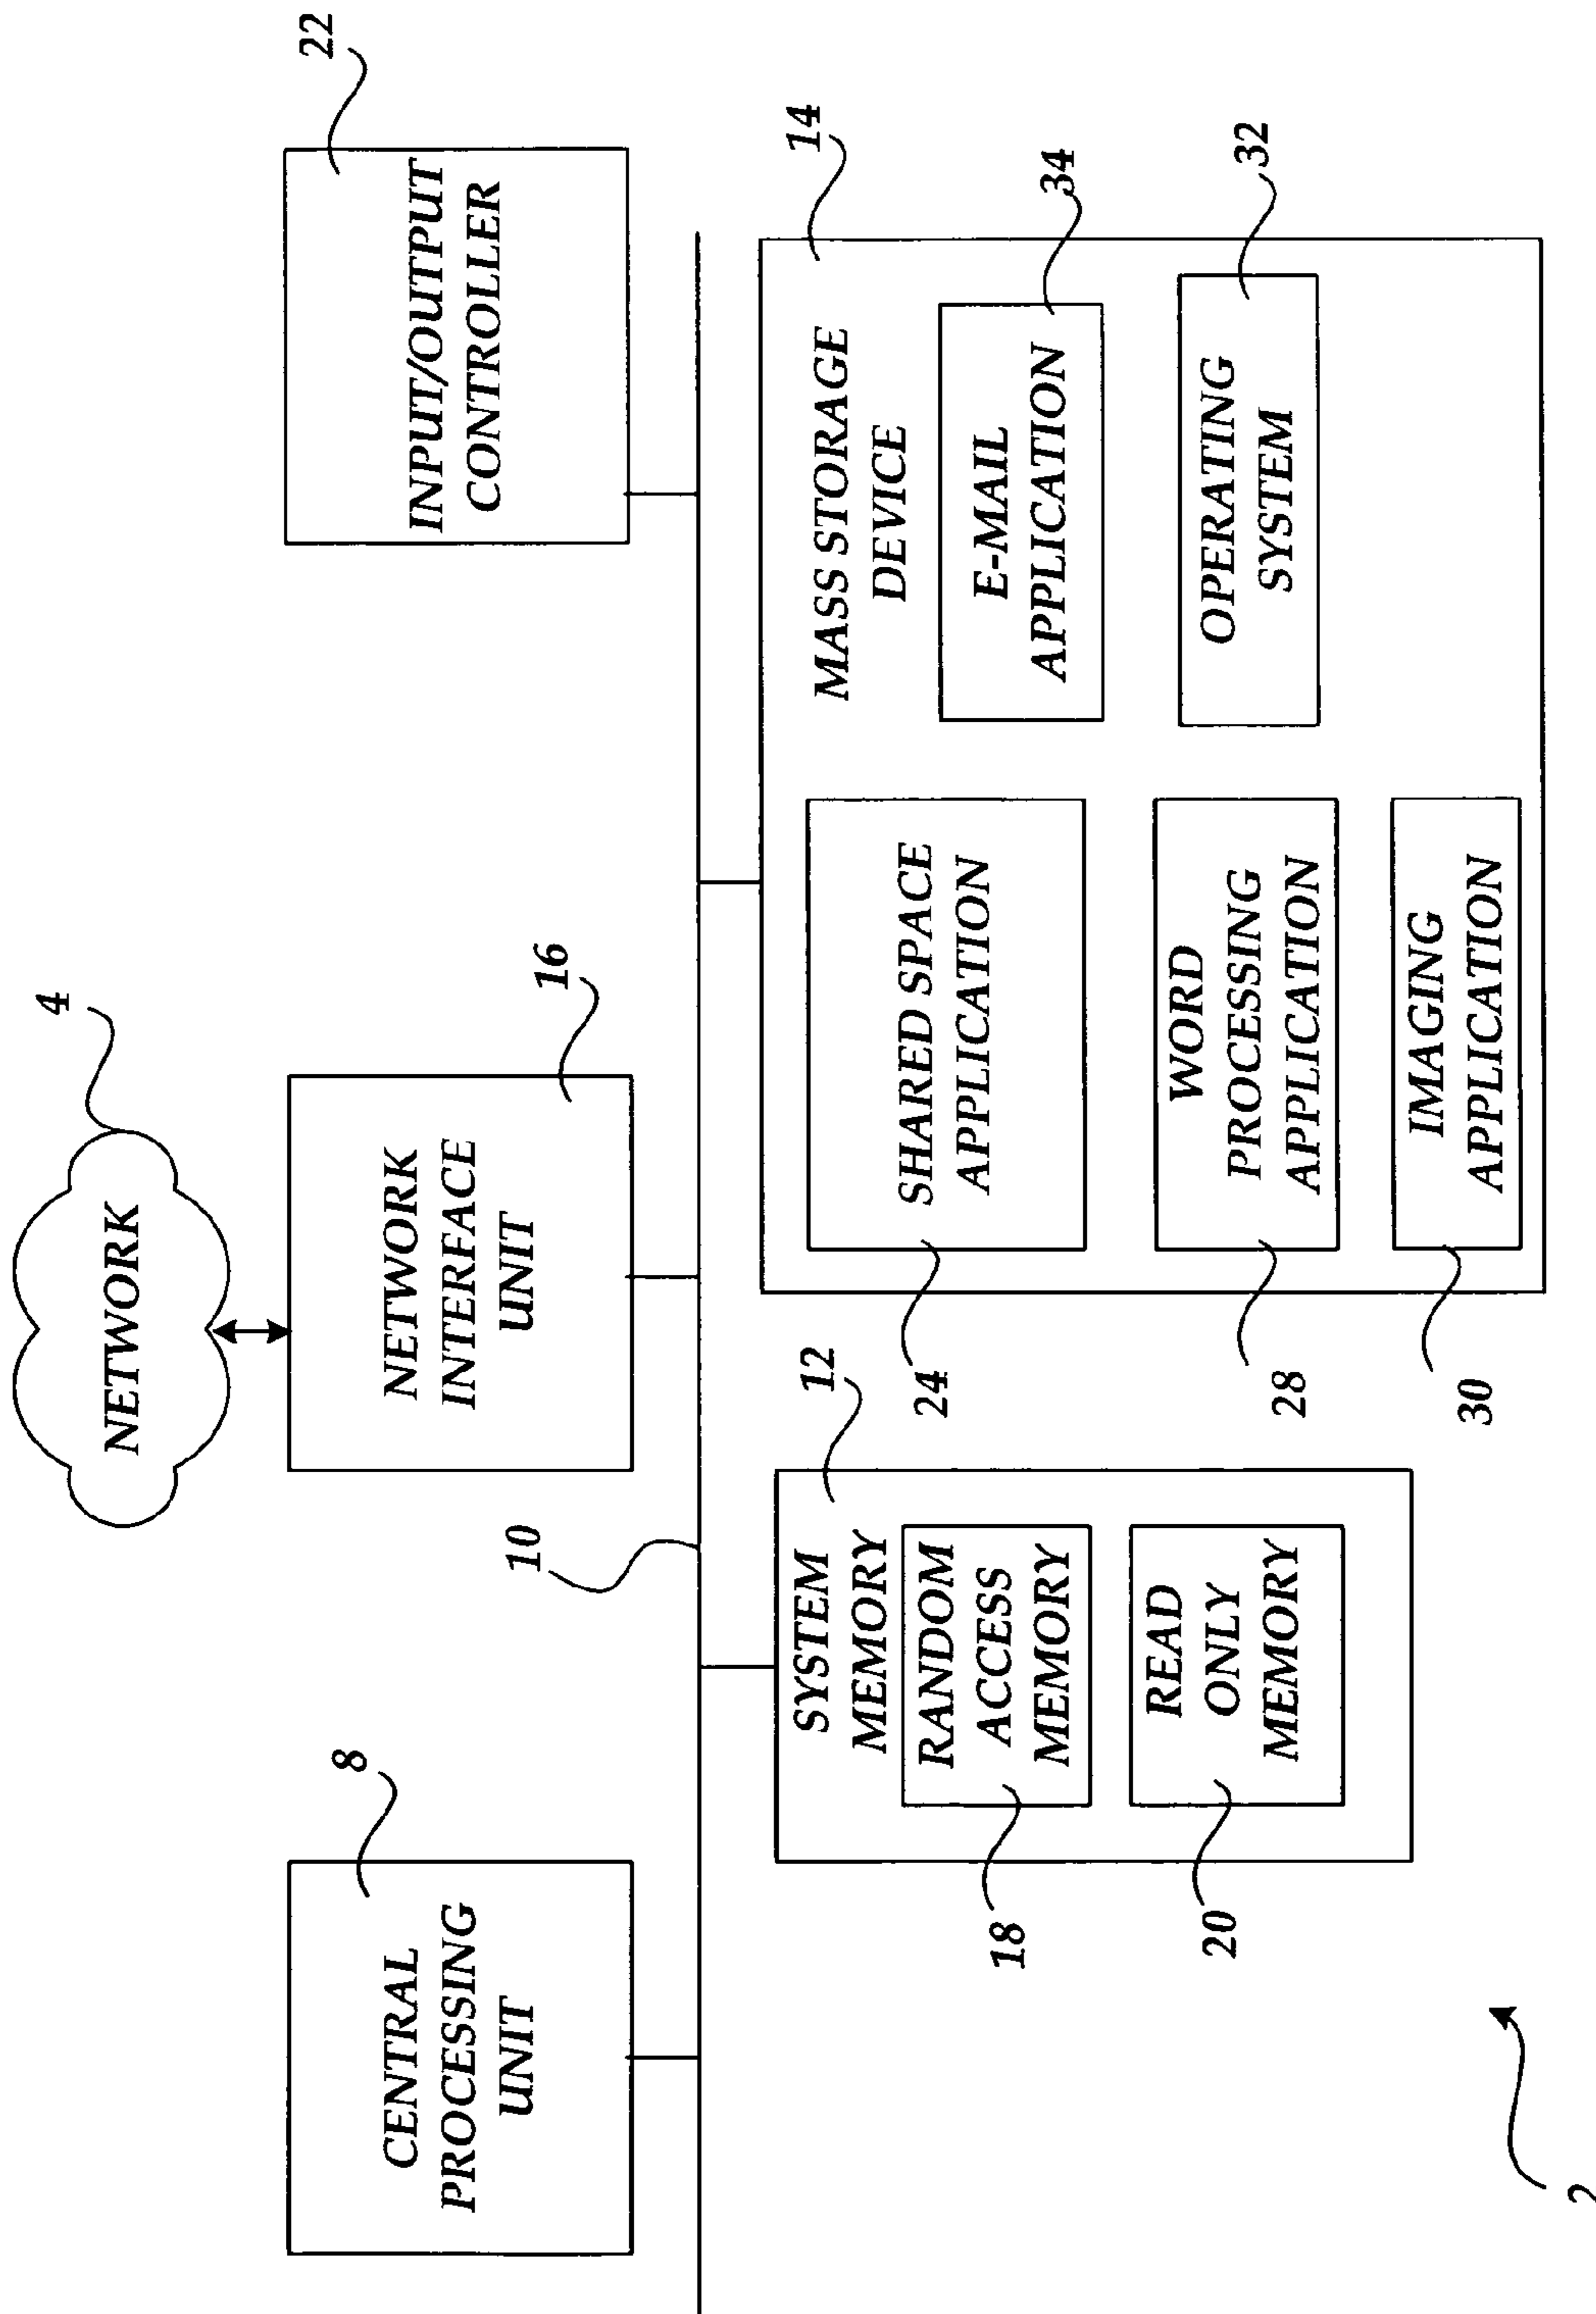 4
NETWORK
8
CENTRAL
PROCESSING
UNIT
16
NETWORK
INTERFACE
UNIT
22
INPUT/OUTPUT
CONTROLLER
10
12
SYSTEM
MEMORY
RANDOM
ACCESS
MEMORY
18
READ
ONLY
MEMORY
20
14
MASS STORAGE
DEVICE
SHARED SPACE
APPLICATION
24
E-MAIL
APPLICATION
34
WORD
PROCESSING
APPLICATION
28
OPERATING
SYSTEM
32
IMAGING
APPLICATION
30
2